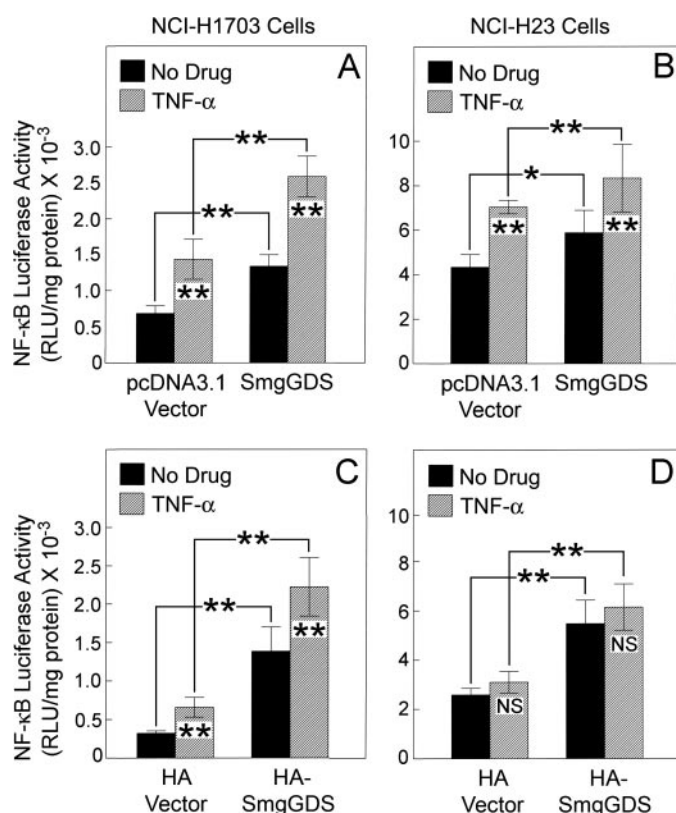 NCI-H1703 Cells
NCI-H23 Cells
A
No Drug
TNF-α
NF-κB Luciferase Activity
(RLU/mg protein) X 10-3
3.0
2.5
2.0
1.5
1.0
0.5
0
**
**
**
**
pcDNA3.1
Vector
SmgGDS
B
No Drug
TNF-α
10
8
6
4
2
0
**
*
**
**
pcDNA3.1
Vector
SmgGDS
C
No Drug
TNF-α
NF-κB Luciferase Activity
(RLU/mg protein) X 10-3
3.0
2.5
2.0
1.5
1.0
0.5
0
**
**
**
**
HA
Vector
HA-
SmgGDS
D
No Drug
TNF-α
10
8
6
4
2
0
**
**
NS
NS
HA
Vector
HA-
SmgGDS